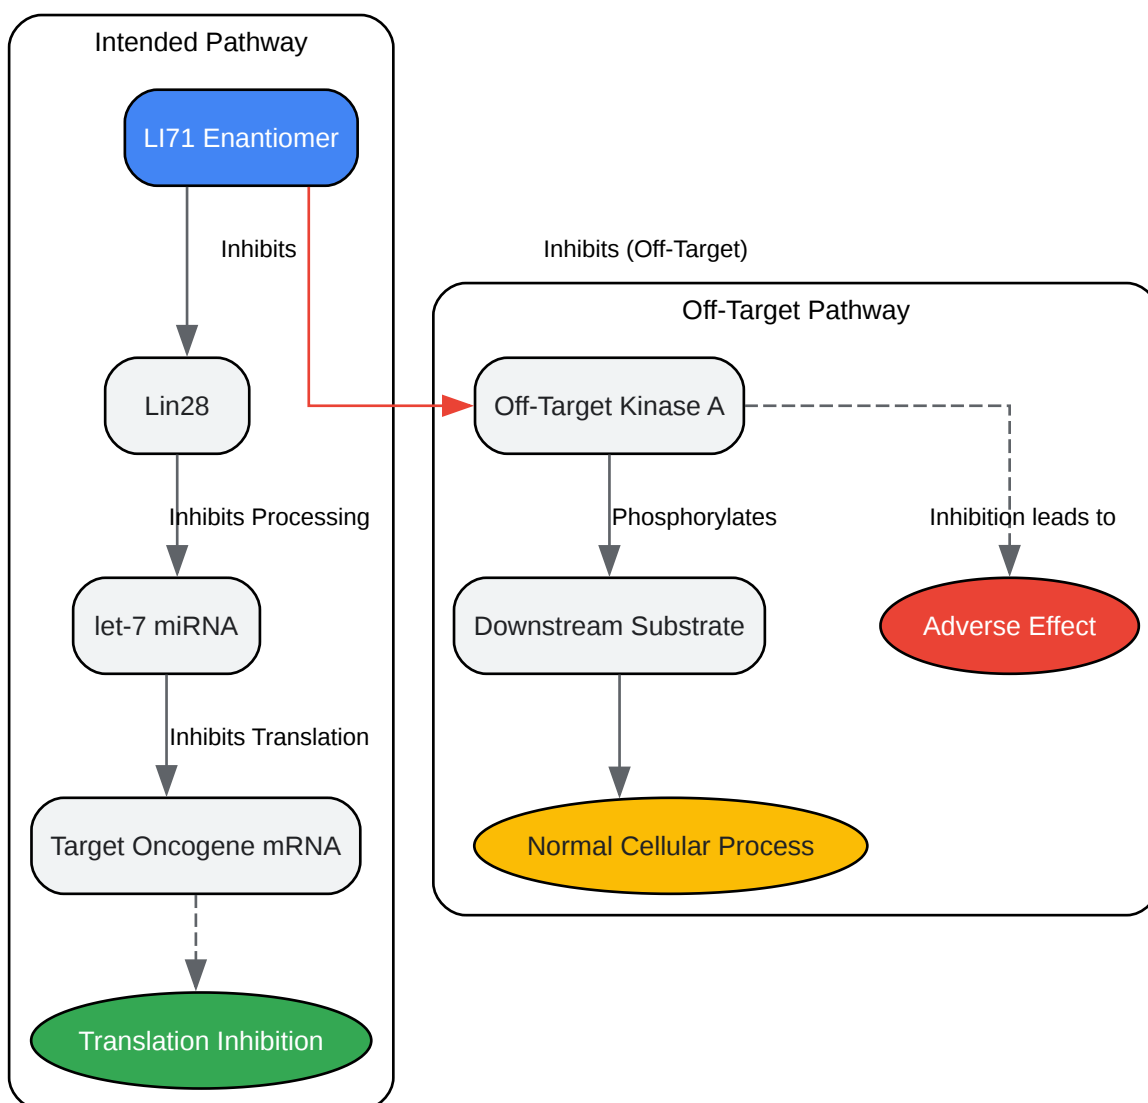 Intended Pathway
LI71 Enantiomer
Inhibits
Inhibits (Off-Target)
Off-Target Pathway
Lin28
Off-Target Kinase A
Inhibits Processing
Phosphorylates
Inhibition leads to
let-7 miRNA
Downstream Substrate
Adverse Effect
Inhibits Translation
Target Oncogene mRNA
Normal Cellular Process
Translation Inhibition